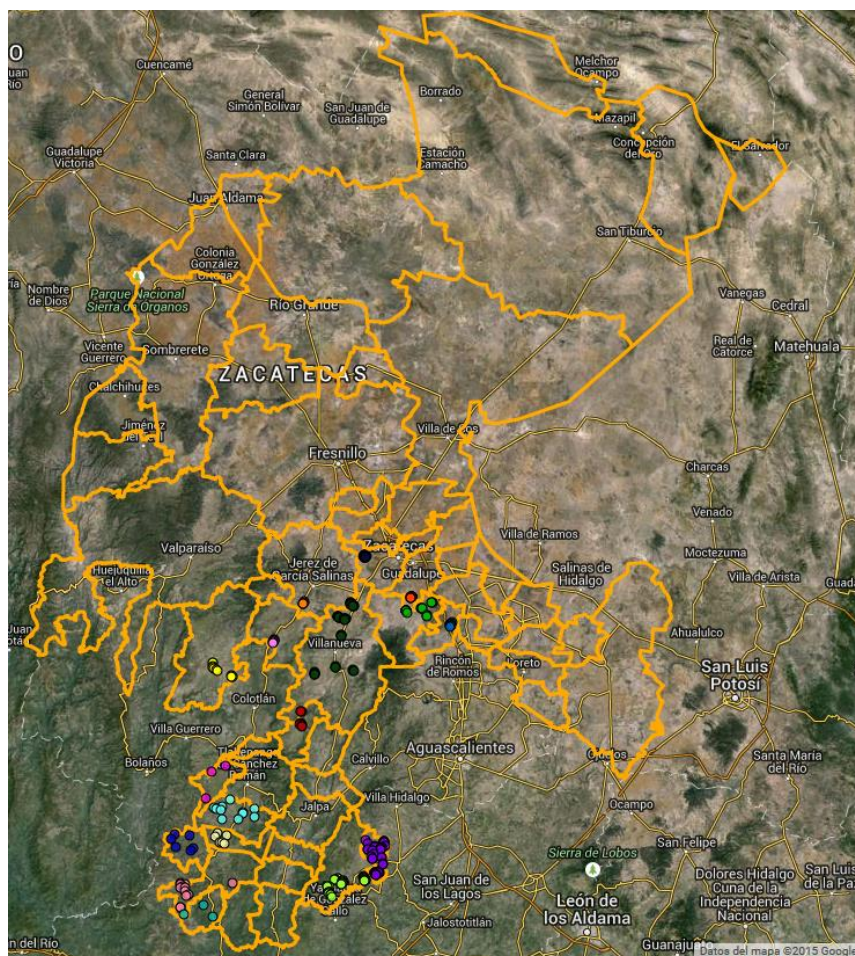 O
Cuencamé
General
Simón Bolívar
San Juan de
Guadalupe
Borrado
Melchor
Ocampo
Mazapil
Concepción
del Oro
El Salvador
Guadalupe
Victoria
Santa Clara
Estación
Camacho
Juan Aldama
San Tiburcio
Colonia
González
Ortega
Nombre
de Dios
Parque Nacional
Sierra de Órganos
Río Grande
Vanegas
Cedral
Real de
Catorce
Matehuala
Vicente
Guerrero
Sombrerete
ZACATECAS
Chalchihuites
Jiménez
del Teul
Villa de Cos
Fresnillo
Charcas
Venado
Villa de Ramos
Moctezuma
Valparaíso
Zacatecas
Guadalupe
Huejuquilla
el Alto
Jerez de
García Salinas
Salinas de
Hidalgo
Villa de Arista
Ahualulco
Villanueva
Rincón
de Romos
Loreto
San Luis
Potosí
Colotlán
Villa Guerrero
Bolaños
Tlaltenango
de Sánchez
Román
Aguascalientes
Calvillo
Ojuelos
Santa María
del Río
Villa Hidalgo
Jalpa
Ocampo
San Felipe
Sierra de Lobos
San Juan de
los Lagos
Dolores Hidalgo
Cuna de la
Independencia
Nacional
San Luis
de la Paz
León de
los Aldama
Jalostotitlán
Guanajuato
Datos del mapa ©2015 Google